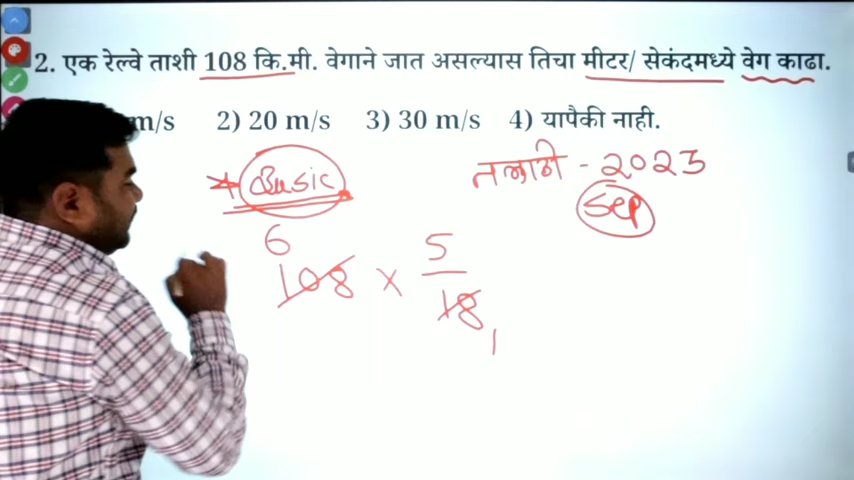 2. एक रेल्वे ताशी 108 कि.मी. वेगाने जात असल्यास तिचा मीटर/ सेकंदमध्ये वेग काढा.
m/s 2) 20 m/s 3) 30 m/s 4) यापैकी नाही.
Basic
तलाठी - 2023
Sep
6 5
108 × 18
1